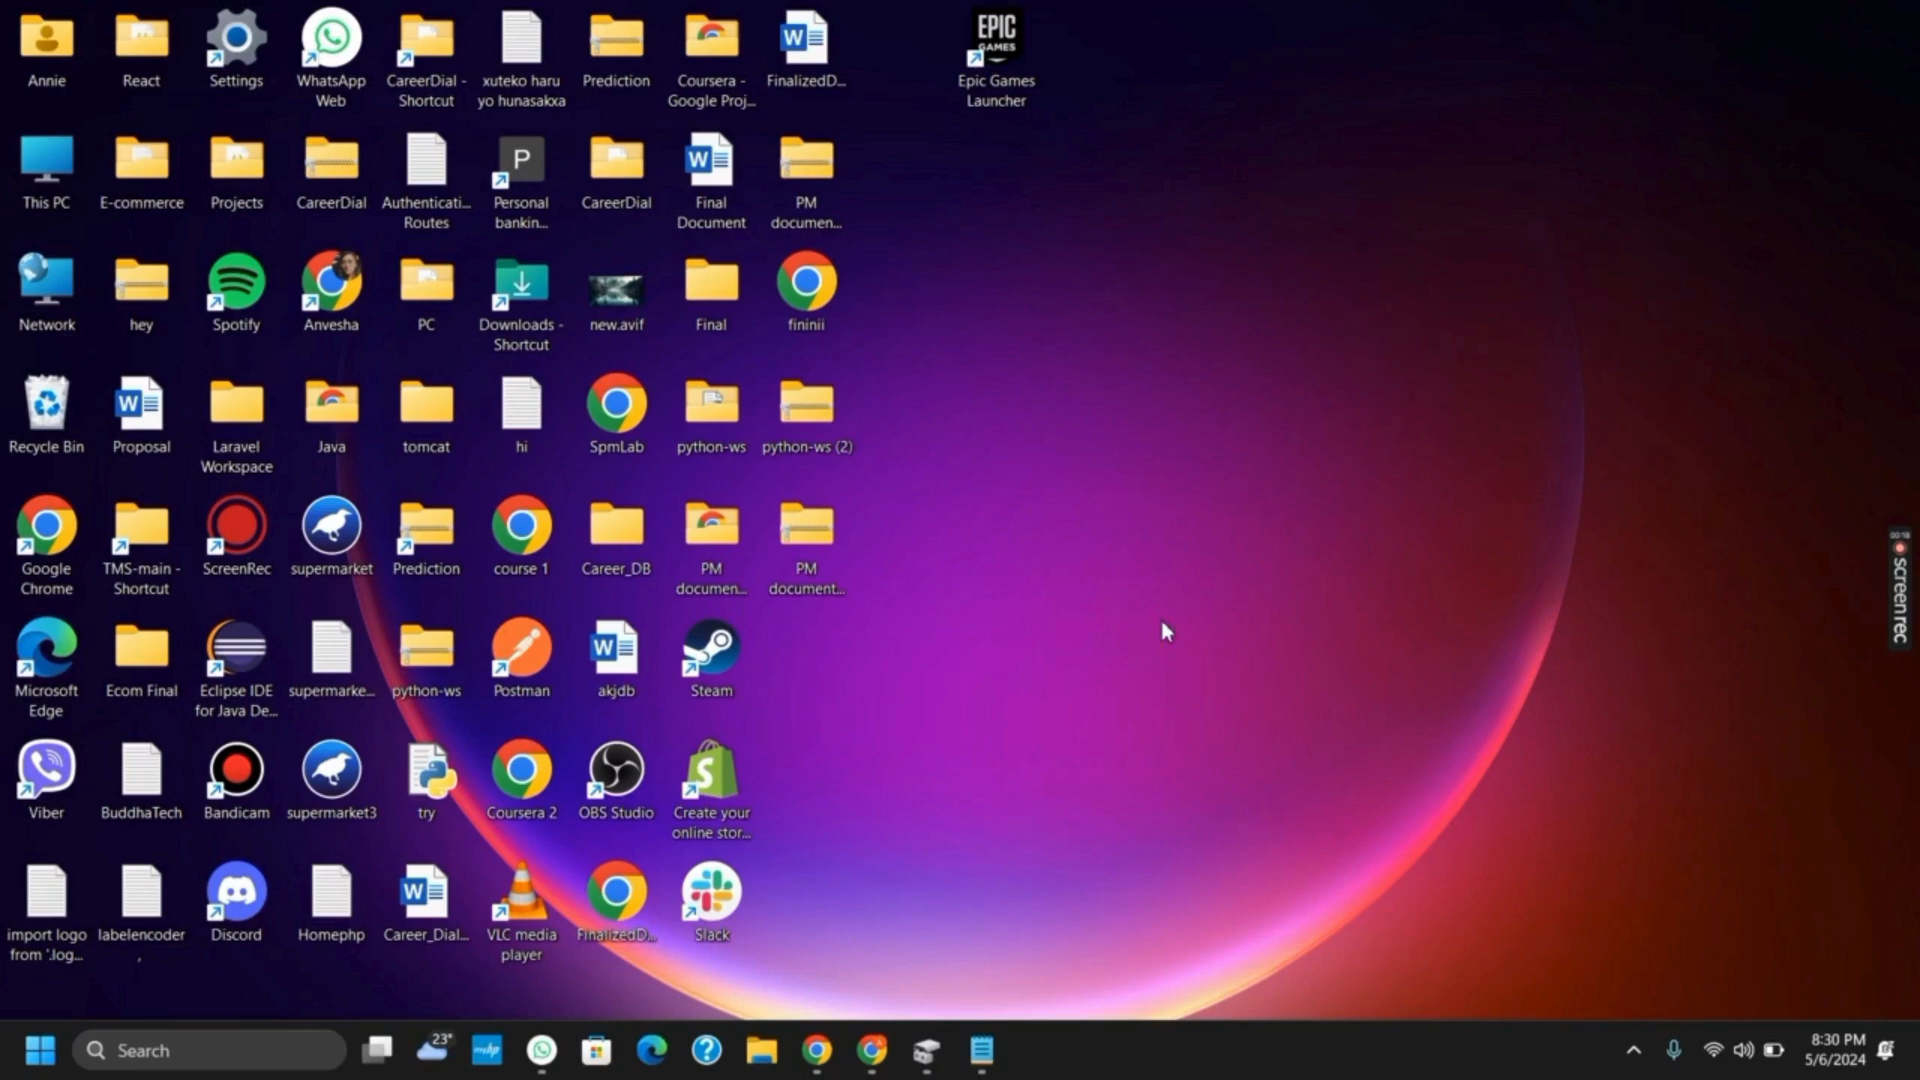 Annie
React
Settings
WhatsApp
Web
CareerDial -
Shortcut
xuteko haru
yo hunasakxa
Prediction
Coursera -
Google Proj...
FinalizedD...
EPIC
GAMES
Epic Games
Launcher
This PC
E-commerce
Projects
CareerDial
Authenticati...
Routes
P
Personal
bankin...
CareerDial
Final
Document
PM
documen...
Network
hey
Spotify
Anvesha
PC
Downloads -
Shortcut
new.avif
Final
fininii
Recycle Bin
Proposal
Laravel
Workspace
Java
tomcat
hi
SpmLab
python-ws
python-ws (2)
Google
Chrome
TMS-main -
Shortcut
ScreenRec
supermarket
Prediction
course 1
Career_DB
PM
documen...
PM
document...
00:18
screenrec
Microsoft
Edge
Ecom Final
Eclipse IDE
for Java De...
supermarke...
python-ws
Postman
akjdb
Steam
Viber
BuddhaTech
Bandicam
supermarket3
try
Coursera 2
OBS Studio
Create your
online stor...
import logo
from '.log...
labelencoder
,
Discord
Homephp
Career_Dial...
VLC media
player
FinalizedD...
Slack
Search
23°
myhp
8:30 PM
5/6/2024